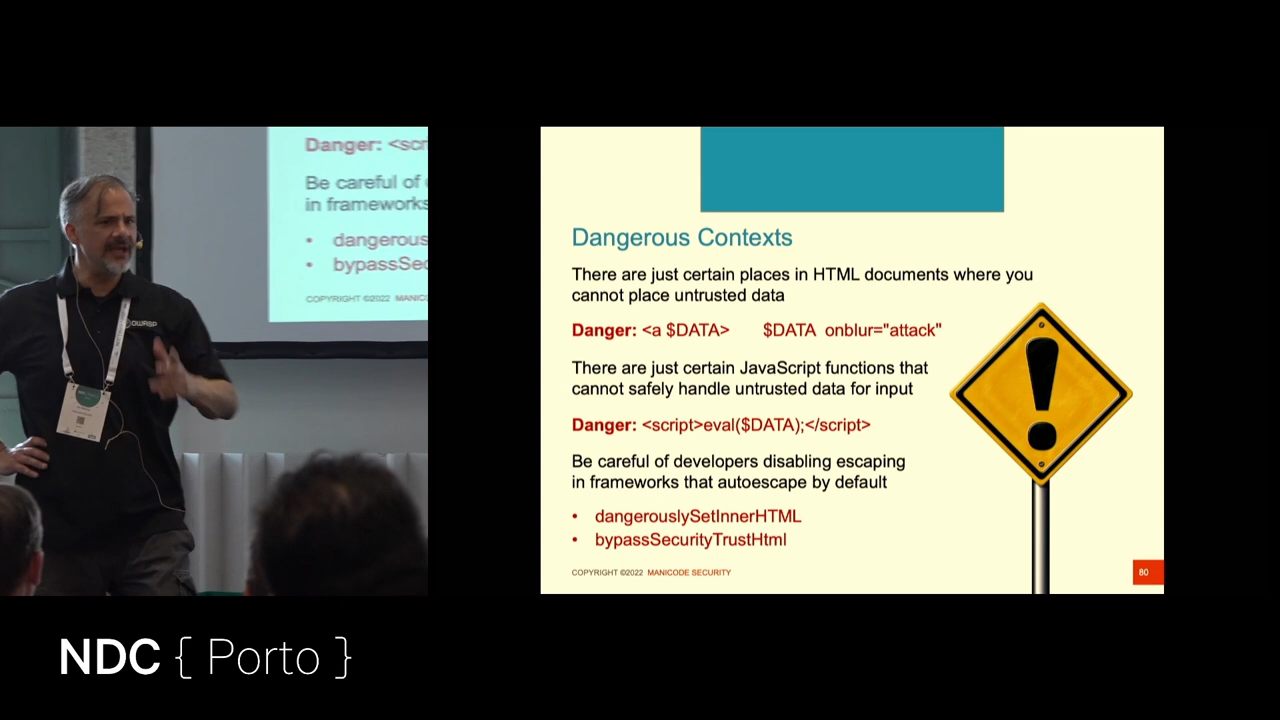 Danger: <scr
Be careful of
in frameworks
• dangerous
• bypassSec
COPYRIGHT ©2022 MANICO
OWASP
Dangerous Contexts
There are just certain places in HTML documents where you
cannot place untrusted data
Danger: <a $DATA> $DATA onblur="attack"
There are just certain JavaScript functions that
cannot safely handle untrusted data for input
Danger: <script>eval($DATA);</script>
Be careful of developers disabling escaping
in frameworks that autoescape by default
• dangerouslySetInnerHTML
• bypassSecurityTrustHtml
COPYRIGHT ©2022 MANICODE SECURITY
80
NDC { Porto }